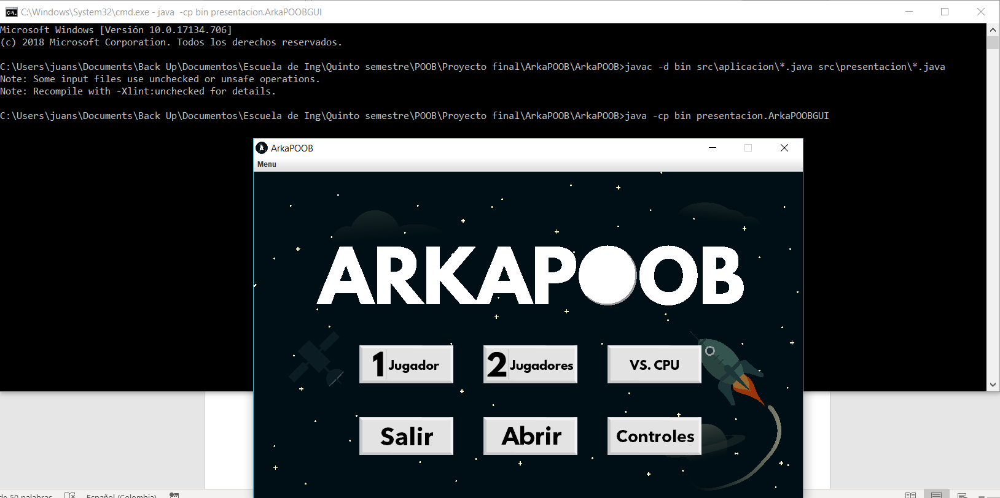 C:\Windows\System32\cmd.exe - java  -cp bin presentacion.ArkaPOOBGUI
Microsoft Windows [Versión 10.0.17134.706]
(c) 2018 Microsoft Corporation. Todos los derechos reservados.
C:\Users\juans\Documents\Back Up\Documentos\Escuela de Ing\Quinto semestre\POOB\Proyecto final\ArkaPOOB\ArkaPOOB>javac -d bin src\aplicacion\*.java src\presentacion\*.java
Note: Some input files use unchecked or unsafe operations.
Note: Recompile with -Xlint:unchecked for details.
C:\Users\juans\Documents\Back Up\Documentos\Escuela de Ing\Quinto semestre\POOB\Proyecto final\ArkaPOOB\ArkaPOOB>java -cp bin presentacion.ArkaPOOBGUI
ArkaPOOB
Menu
ARKAPOOB
1 Jugador
2 Jugadores
VS. CPU
Salir
Abrir
Controles
de 50 palabras
Español (Colombia)